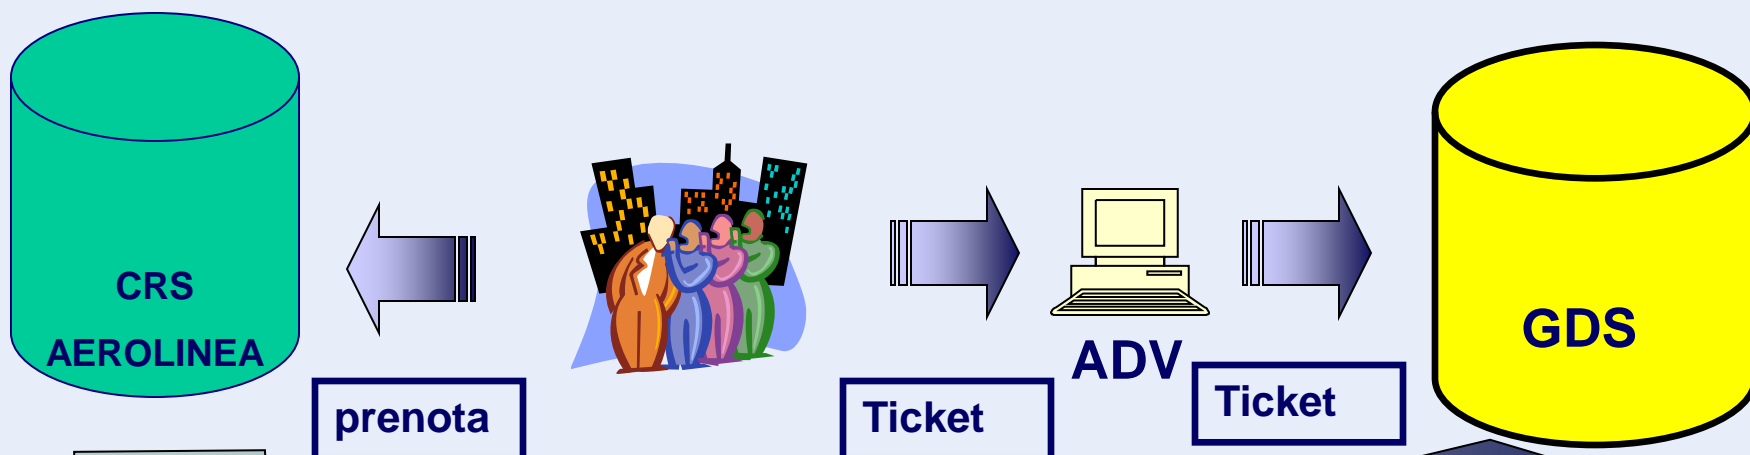 CRS
AEROLINEA
prenota
Ticket
ADV
Ticket
GDS